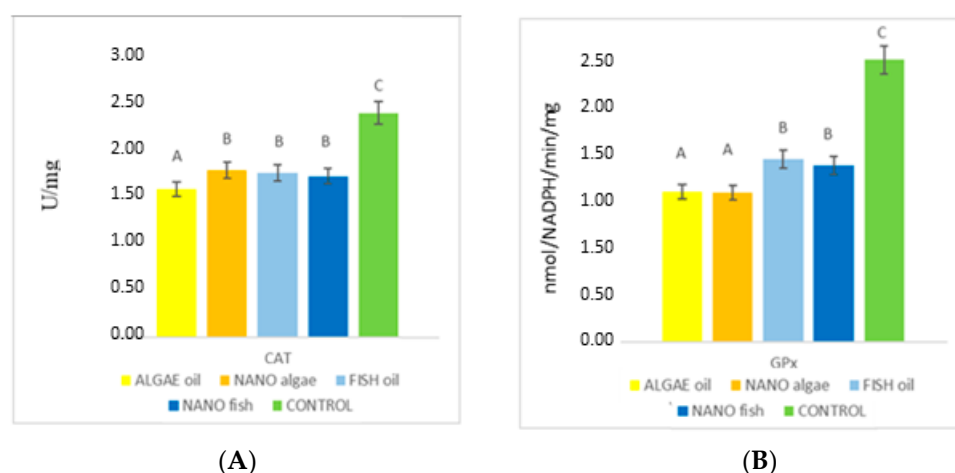 A
3.00
2.50
2.00
1.50
1.00
0.50
0.00
U/mg
A
B
B
B
C
CAT
ALGAE oil NANO algae FISH oil
NANO fish CONTROL
(A)
B
2.50
2.00
1.50
1.00
1.50
0.50
0.00
nmol/NADPH/min/mg
A
A
B
B
C
GPx
ALGAE oil NANO algae FISH oil
NANO fish CONTROL
(B)